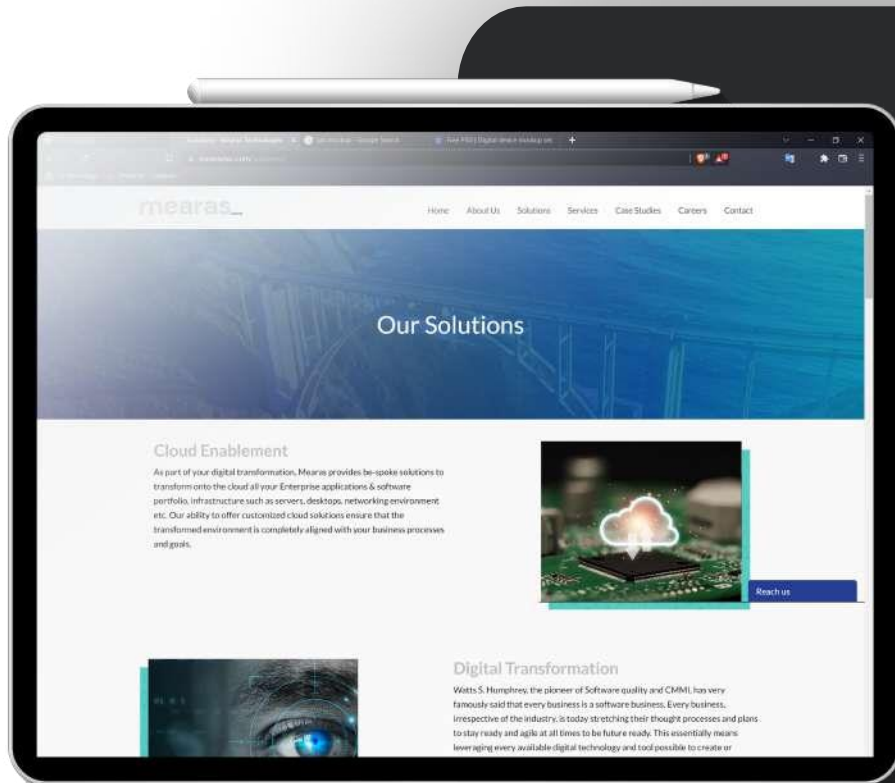 mearas
Home About Us Solutions Services Case Studies Careers Contact
Our Solutions
Cloud Enablement
As part of your digital transformation, Mearas provides be-spoke solutions to
transform onto the cloud all your Enterprise applications & software
portfolio, infrastructure such as servers, desktops, networking environment
etc. Our ability to offer customized cloud solutions ensure that the
transformed environment is completely aligned with your business processes
and goals.
Reach us
Digital Transformation
Watts S. Humphrey, the pioneer of Software quality and CMMI, has very
famously said that every business is a software business. Every business,
irrespective of the industry, is today stretching their thought processes and plans
to stay ready and agile at all times to be future ready. This essentially means
leveraging every available digital technology and tool possible to create or